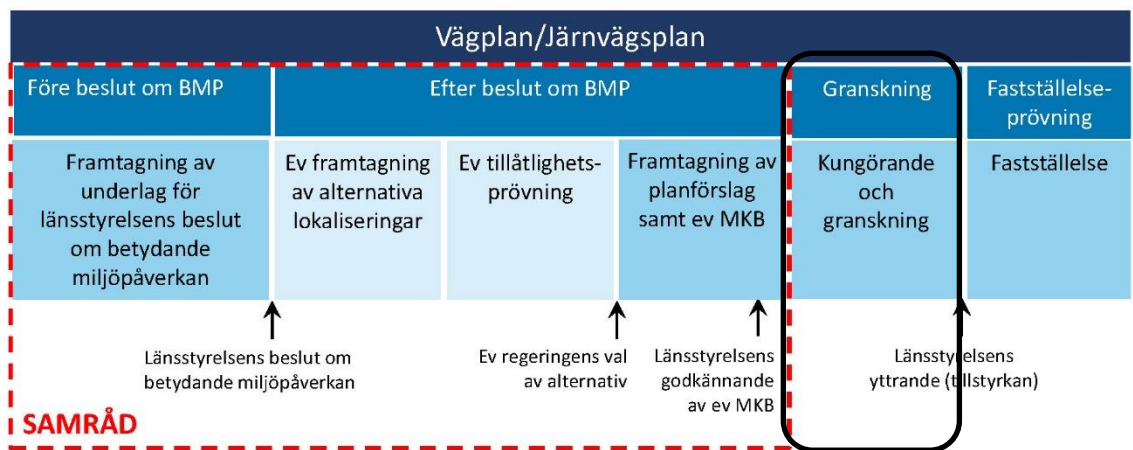 Vägplan/Järnvägsplan
Före beslut om BMP
Efter beslut om BMP
Granskning
Fastställelse-
prövning
Framtagning av
underlag för
länsstyrelsens beslut
om betydande
miljöpåverkan
Ev framtagning
av alternativa
lokaliseringar
Ev tillåtlighets-
prövning
Framtagning av
planförslag
samt ev MKB
Kungörande
och
granskning
Fastställelse
Länsstyrelsens beslut om
betydande miljöpåverkan
Ev regeringens val
av alternativ
Länsstyrelsens
godkännande
av ev MKB
Länsstyrelsens
yttrande (tillstyrkan)
SAMRÅD